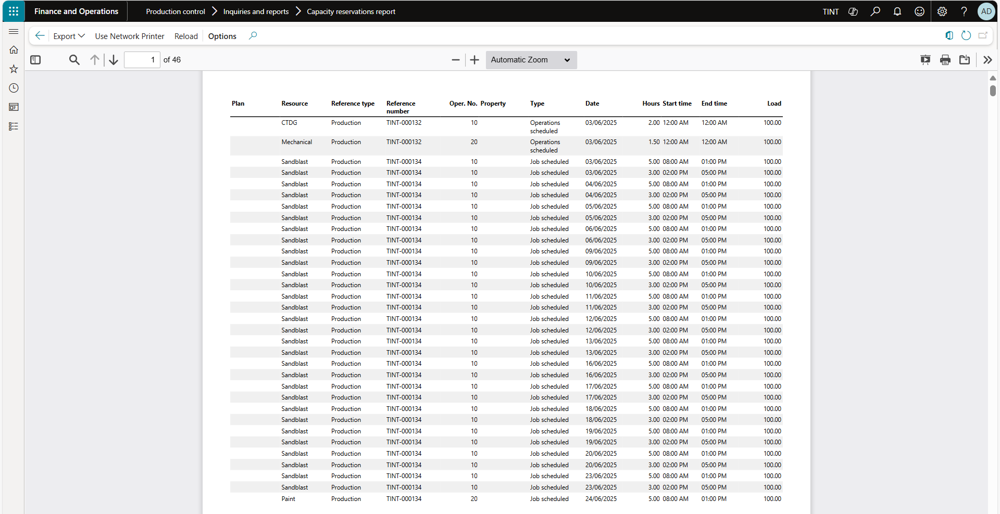 Finance and Operations Production control Inquiries and reports Capacity reservations report TINT AD
Export Use Network Printer Reload Options
1 of 46 Automatic Zoom
Plan Resource Reference type Reference number Oper. No. Property Type Date Hours Start time End time Load
CTDG Production TINT-000132 10 Operations scheduled 03/06/2025 2.00 12:00 AM 12:00 AM 100.00
Mechanical Production TINT-000132 20 Operations scheduled 03/06/2025 1.50 12:00 AM 12:00 AM 100.00
Sandblast Production TINT-000134 10 Job scheduled 03/06/2025 5.00 08:00 AM 01:00 PM 100.00
Sandblast Production TINT-000134 10 Job scheduled 03/06/2025 3.00 02:00 PM 05:00 PM 100.00
Sandblast Production TINT-000134 10 Job scheduled 04/06/2025 5.00 08:00 AM 01:00 PM 100.00
Sandblast Production TINT-000134 10 Job scheduled 04/06/2025 3.00 02:00 PM 05:00 PM 100.00
Sandblast Production TINT-000134 10 Job scheduled 05/06/2025 5.00 08:00 AM 01:00 PM 100.00
Sandblast Production TINT-000134 10 Job scheduled 05/06/2025 3.00 02:00 PM 05:00 PM 100.00
Sandblast Production TINT-000134 10 Job scheduled 06/06/2025 5.00 08:00 AM 01:00 PM 100.00
Sandblast Production TINT-000134 10 Job scheduled 06/06/2025 3.00 02:00 PM 05:00 PM 100.00
Sandblast Production TINT-000134 10 Job scheduled 09/06/2025 5.00 08:00 AM 01:00 PM 100.00
Sandblast Production TINT-000134 10 Job scheduled 09/06/2025 3.00 02:00 PM 05:00 PM 100.00
Sandblast Production TINT-000134 10 Job scheduled 10/06/2025 5.00 08:00 AM 01:00 PM 100.00
Sandblast Production TINT-000134 10 Job scheduled 10/06/2025 3.00 02:00 PM 05:00 PM 100.00
Sandblast Production TINT-000134 10 Job scheduled 11/06/2025 5.00 08:00 AM 01:00 PM 100.00
Sandblast Production TINT-000134 10 Job scheduled 11/06/2025 3.00 02:00 PM 05:00 PM 100.00
Sandblast Production TINT-000134 10 Job scheduled 12/06/2025 5.00 08:00 AM 01:00 PM 100.00
Sandblast Production TINT-000134 10 Job scheduled 12/06/2025 3.00 02:00 PM 05:00 PM 100.00
Sandblast Production TINT-000134 10 Job scheduled 13/06/2025 5.00 08:00 AM 01:00 PM 100.00
Sandblast Production TINT-000134 10 Job scheduled 13/06/2025 3.00 02:00 PM 05:00 PM 100.00
Sandblast Production TINT-000134 10 Job scheduled 16/06/2025 5.00 08:00 AM 01:00 PM 100.00
Sandblast Production TINT-000134 10 Job scheduled 16/06/2025 3.00 02:00 PM 05:00 PM 100.00
Sandblast Production TINT-000134 10 Job scheduled 17/06/2025 5.00 08:00 AM 01:00 PM 100.00
Sandblast Production TINT-000134 10 Job scheduled 17/06/2025 3.00 02:00 PM 05:00 PM 100.00
Sandblast Production TINT-000134 10 Job scheduled 18/06/2025 5.00 08:00 AM 01:00 PM 100.00
Sandblast Production TINT-000134 10 Job scheduled 18/06/2025 3.00 02:00 PM 05:00 PM 100.00
Sandblast Production TINT-000134 10 Job scheduled 19/06/2025 5.00 08:00 AM 01:00 PM 100.00
Sandblast Production TINT-000134 10 Job scheduled 19/06/2025 3.00 02:00 PM 05:00 PM 100.00
Sandblast Production TINT-000134 10 Job scheduled 20/06/2025 5.00 08:00 AM 01:00 PM 100.00
Sandblast Production TINT-000134 10 Job scheduled 20/06/2025 3.00 02:00 PM 05:00 PM 100.00
Sandblast Production TINT-000134 10 Job scheduled 23/06/2025 5.00 08:00 AM 01:00 PM 100.00
Sandblast Production TINT-000134 10 Job scheduled 23/06/2025 3.00 02:00 PM 05:00 PM 100.00
Paint Production TINT-000134 20 Job scheduled 24/06/2025 5.00 08:00 AM 01:00 PM 100.00